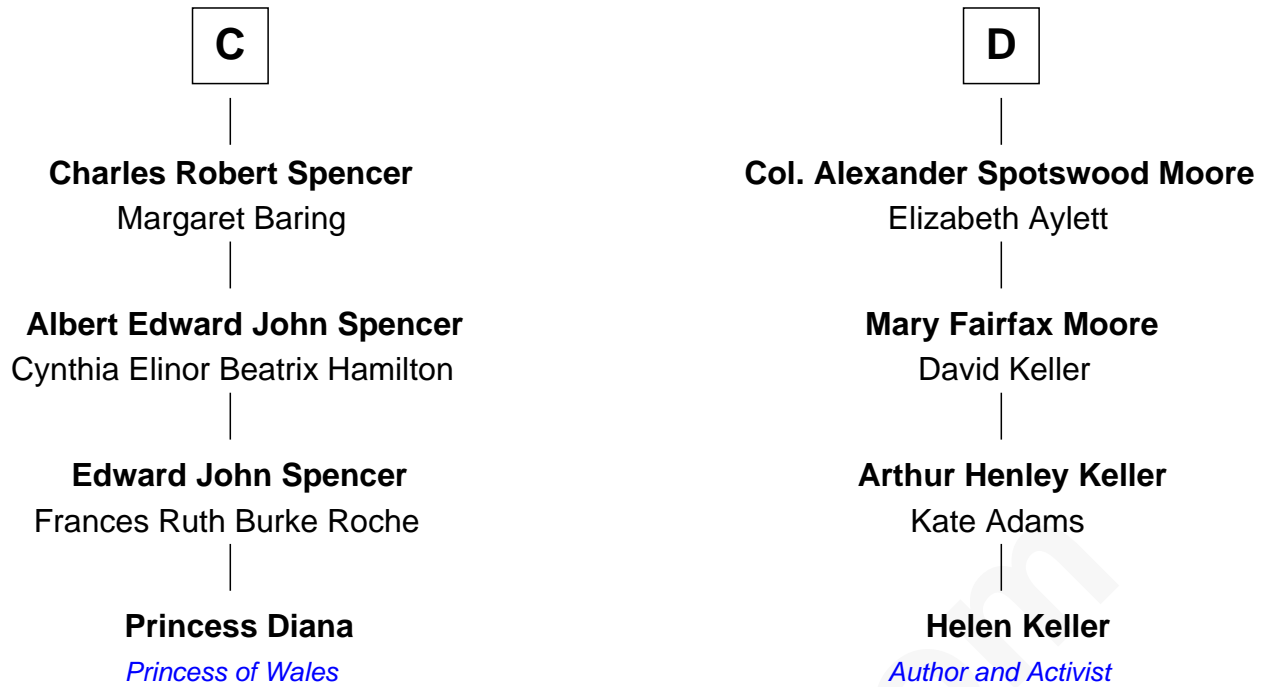 C
Charles Robert Spencer
Margaret Baring
Albert Edward John Spencer
Cynthia Elinor Beatrix Hamilton
Edward John Spencer
Frances Ruth Burke Roche
Princess Diana
Princess of Wales
D
Col. Alexander Spotswood Moore
Elizabeth Aylett
Mary Fairfax Moore
David Keller
Arthur Henley Keller
Kate Adams
Helen Keller
Author and Activist